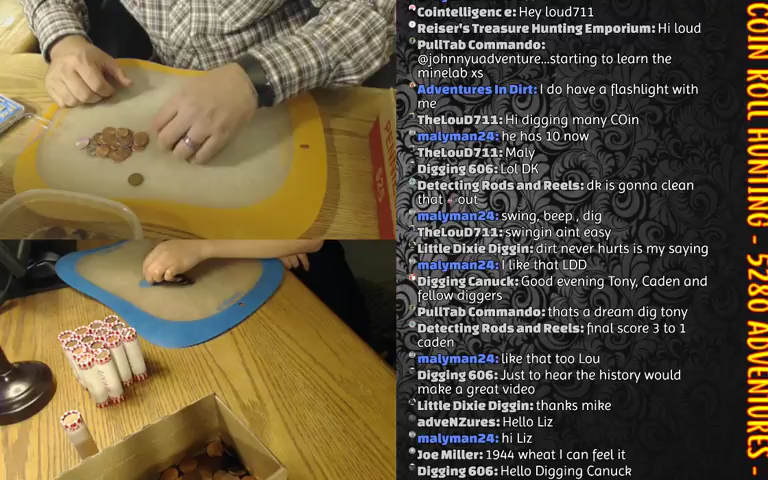 Cointelligenc e: Hey loud711
Reiser's Treasure Hunting Emporium: Hi loud
PullTab Commando:
@johnnyuadventure...starting to learn the
minelab xs
Adventures In Dirt: I do have a flashlight with
me
TheLouD711: Hi digging many COin
malyman24: he has 10 now
TheLouD711: Maly
Digging 606: Lol DK
Detecting Rods and Reels: dk is gonna clean
that out
malyman24: swing, beep , dig
TheLouD711: swingin aint easy
Little Dixie Diggin: dirt never hurts is my saying
malyman24: I like that LDD
Digging Canuck: Good evening Tony, Caden and
fellow diggers
PullTab Commando: thats a dream dig tony
Detecting Rods and Reels: final score 3 to 1
caden
malyman24: like that too Lou
Digging 606: Just to hear the history would
make a great video
Little Dixie Diggin: thanks mike
adveNZures: Hello Liz
malyman24: hi Liz
Joe Miller: 1944 wheat I can feel it
Digging 606: Hello Digging Canuck
COIN ROLL HUNTING - 5280 ADVENTURES -